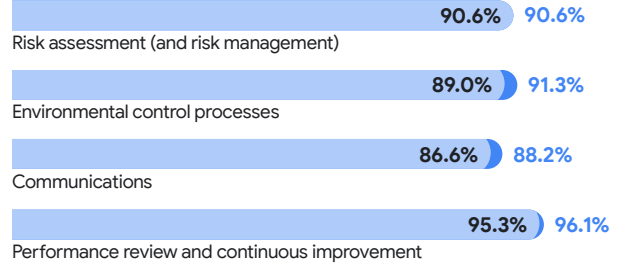 90.6% 90.6%
Risk assessment (and risk management)
89.0% 91.3%
Environmental control processes
86.6% 88.2%
Communications
95.3% 96.1%
Performance review and continuous improvement